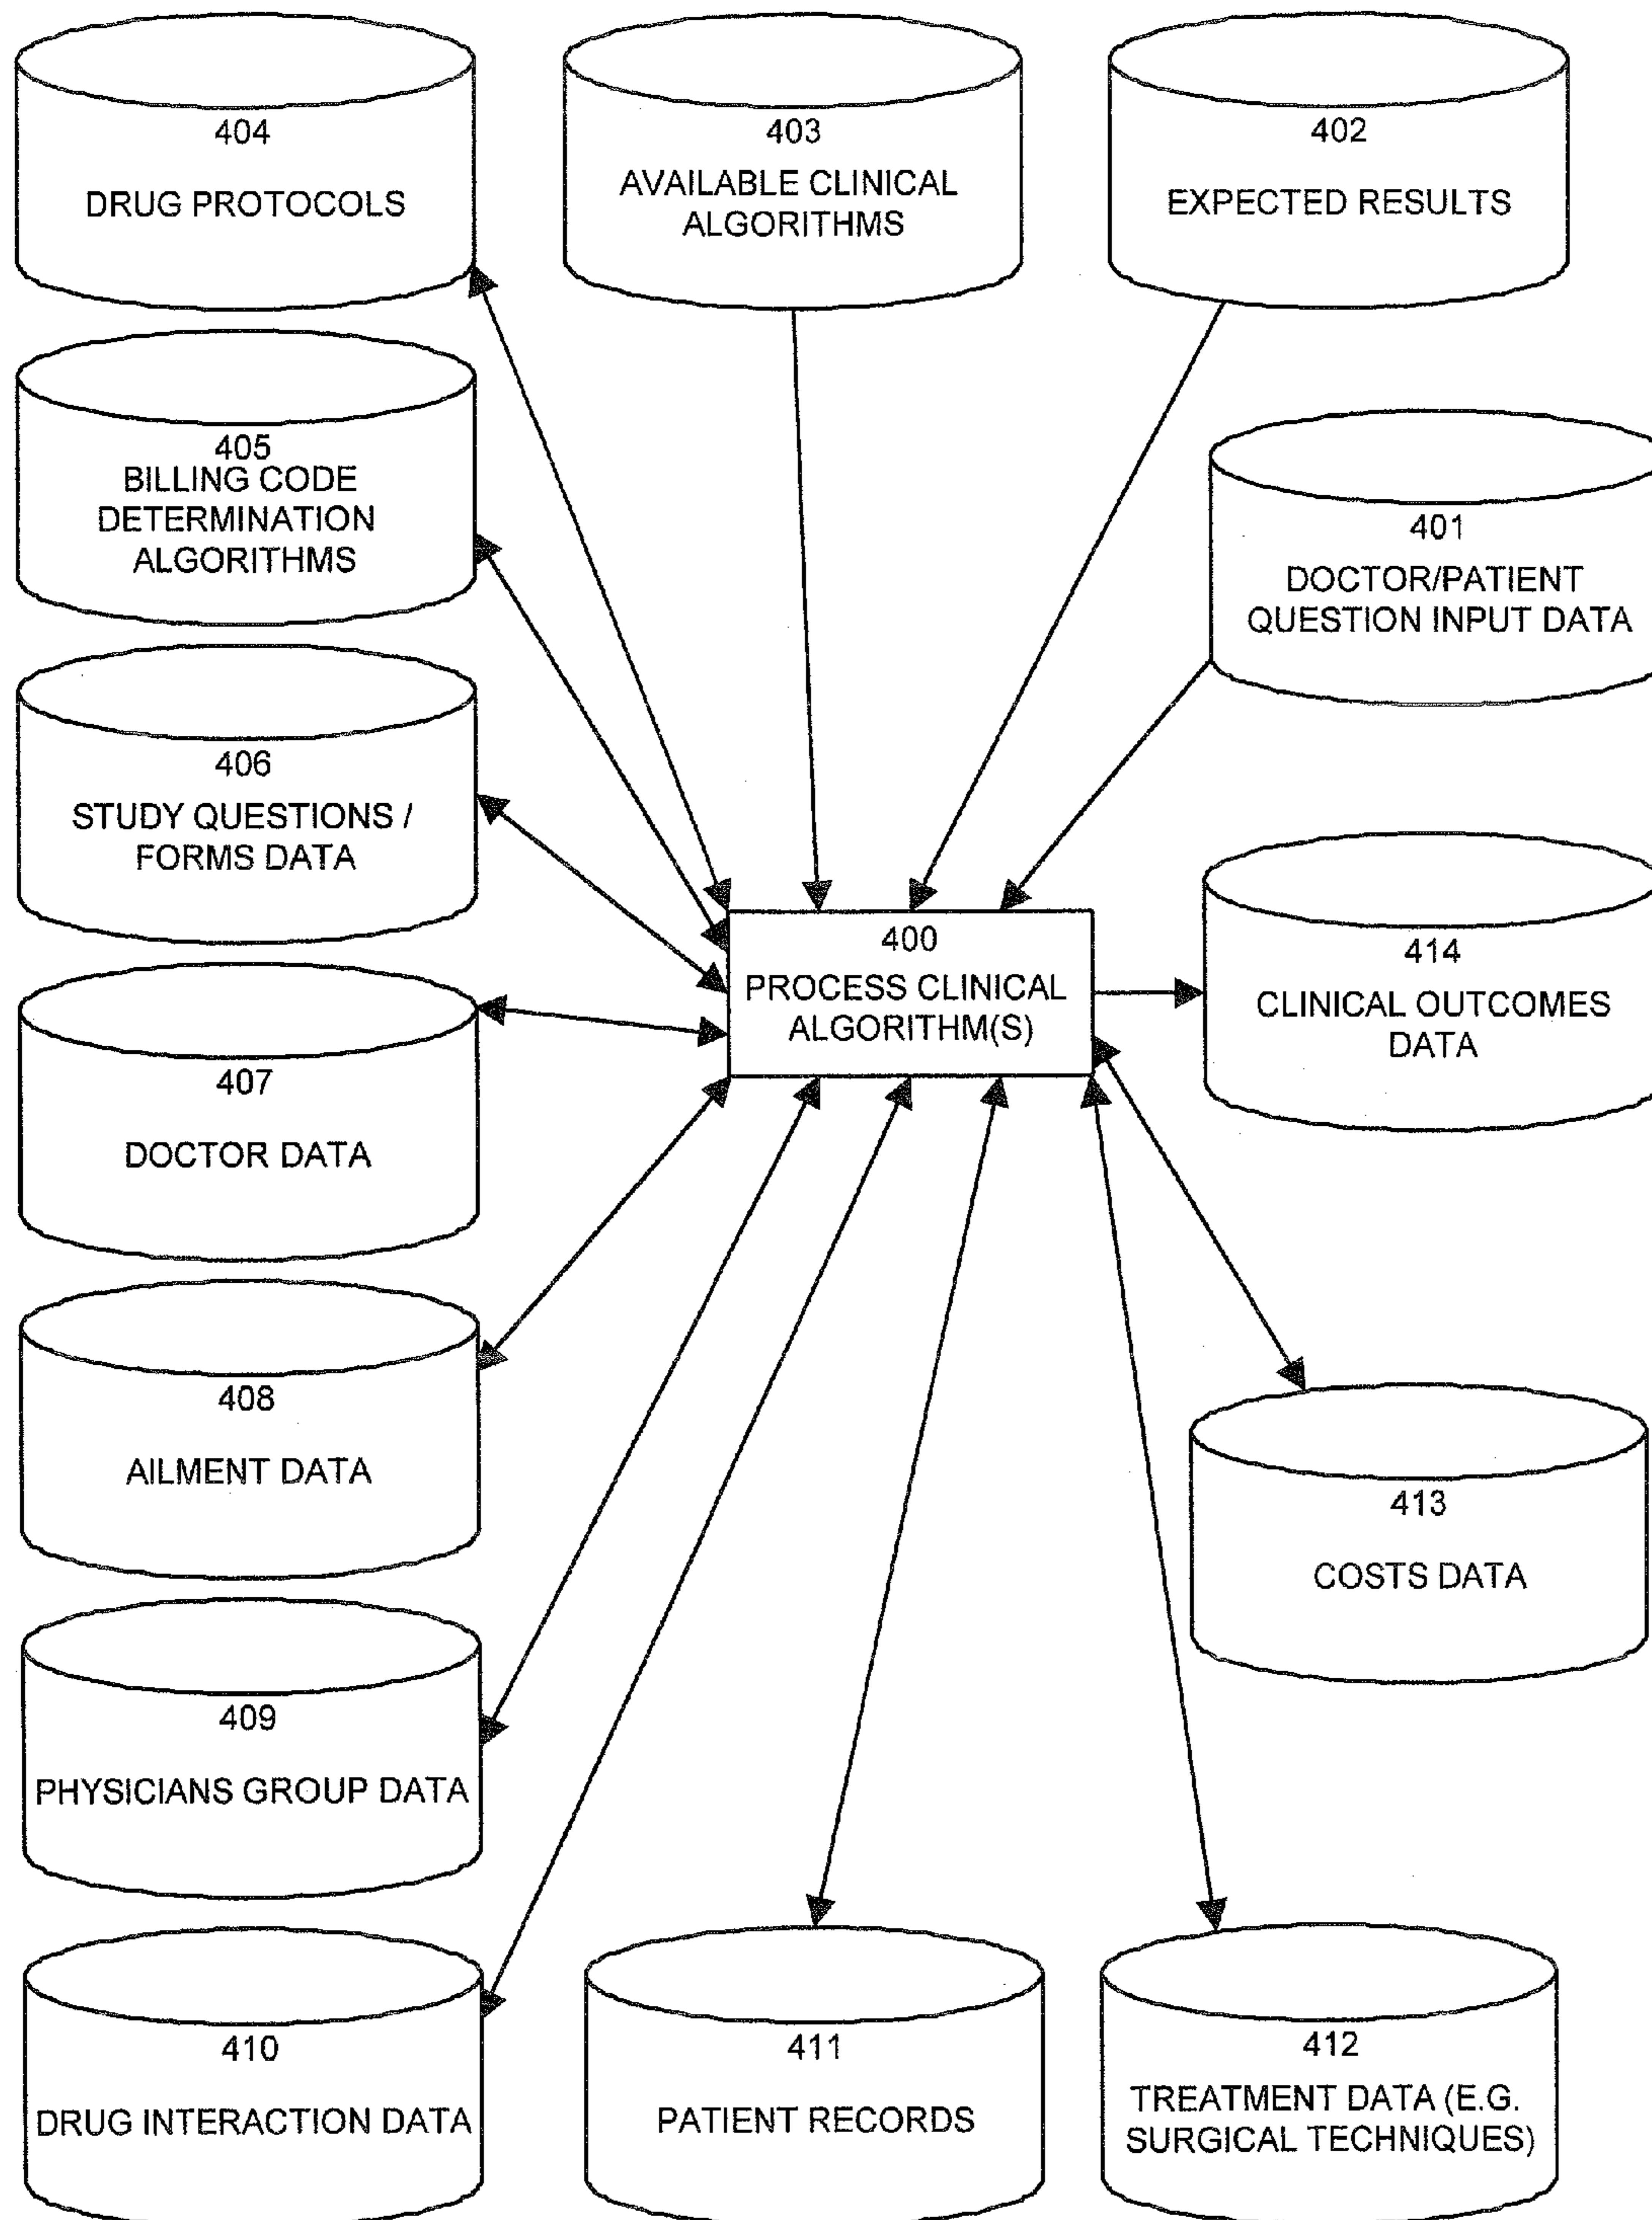 404
DRUG PROTOCOLS
403
AVAILABLE CLINICAL
ALGORITHMS
402
EXPECTED RESULTS
405
BILLING CODE
DETERMINATION
ALGORITHMS
401
DOCTOR/PATIENT
QUESTION INPUT DATA
406
STUDY QUESTIONS /
FORMS DATA
400
PROCESS CLINICAL
ALGORITHM(S)
414
CLINICAL OUTCOMES
DATA
407
DOCTOR DATA
408
AILMENT DATA
413
COSTS DATA
409
PHYSICIANS GROUP DATA
410
DRUG INTERACTION DATA
411
PATIENT RECORDS
412
TREATMENT DATA (E.G.
SURGICAL TECHNIQUES)